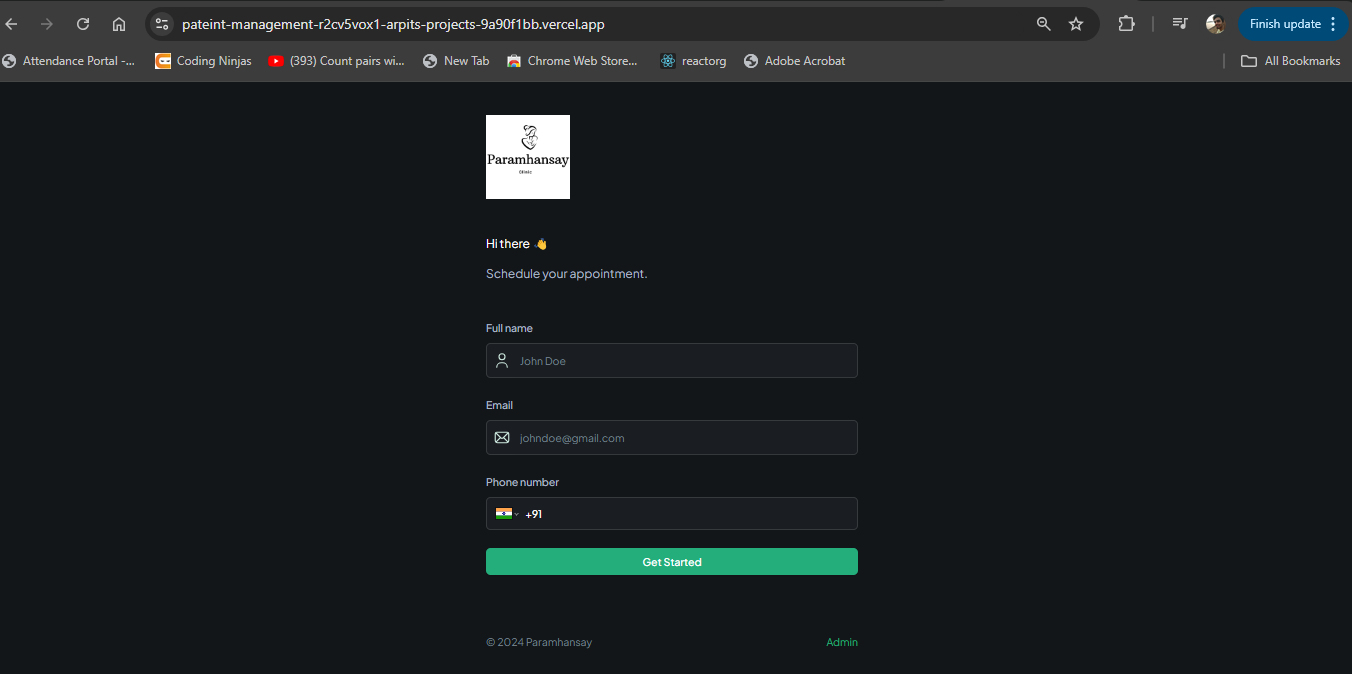 pateint-management-r2cv5vox1-arpits-projects-9a90f1bb.vercel.app
Finish update
Attendance Portal -...
Coding Ninjas
(393) Count pairs wi...
New Tab
Chrome Web Store...
reactorg
Adobe Acrobat
All Bookmarks
Paramhansay
Clinic
Hi there 👋
Schedule your appointment.
Full name
John Doe
Email
johndoe@gmail.com
Phone number
+91
Get Started
© 2024 Paramhansay
Admin